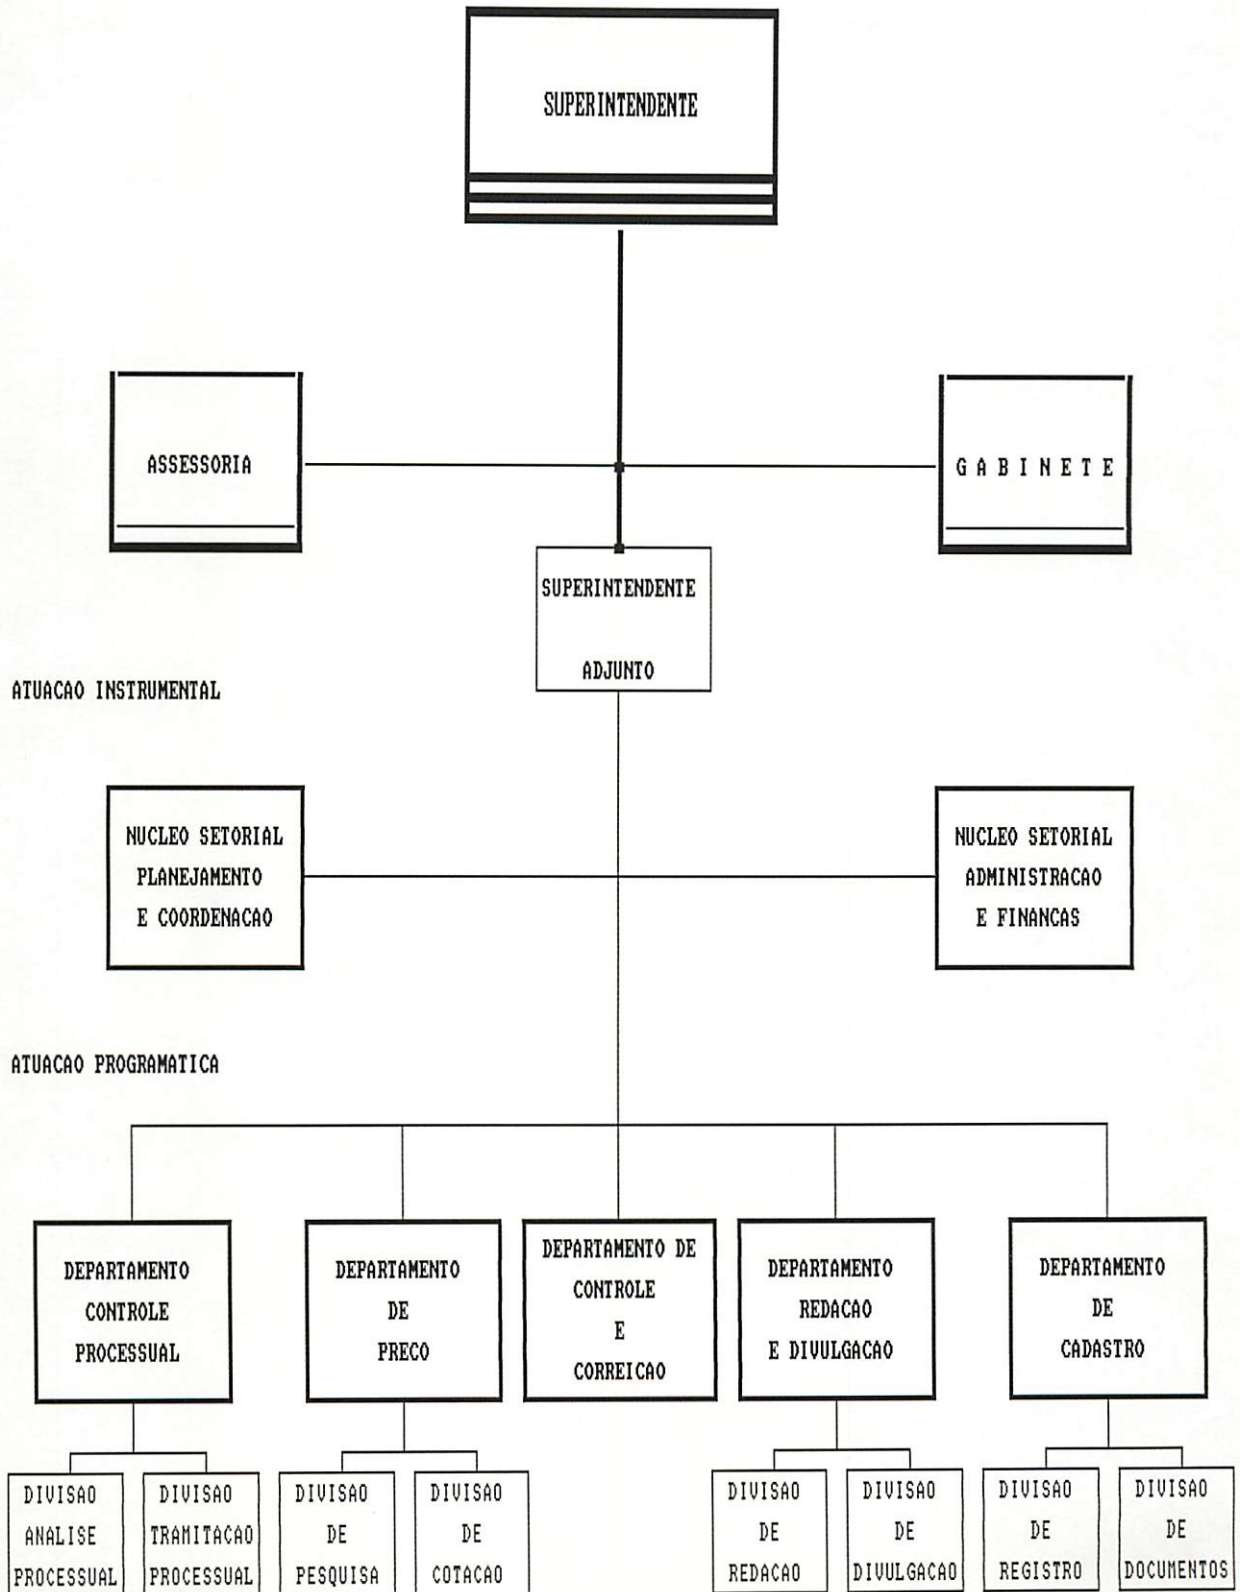 SUPERINTENDENTE
ASSESSORIA
G A B I N E T E
SUPERINTENDENTE
ADJUNTO
ATUACAO INSTRUMENTAL
NUCLEO SETORIAL
PLANEJAMENTO
E COORDENACAO
NUCLEO SETORIAL
ADMINISTRACAO
E FINANCAS
ATUACAO PROGRAMATICA
DEPARTAMENTO
CONTROLE
PROCESSUAL
DEPARTAMENTO
DE
PRECO
DEPARTAMENTO DE
CONTROLE
E
CORREICAO
DEPARTAMENTO
REDACAO
E DIVULGACAO
DEPARTAMENTO
DE
CADASTRO
DIVISAO
ANALISE
PROCESSUAL
DIVISAO
TRAMITACAO
PROCESSUAL
DIVISAO
DE
PESQUISA
DIVISAO
DE
COTACAO
DIVISAO
DE
REDACAO
DIVISAO
DE
DIVULGACAO
DIVISAO
DE
REGISTRO
DIVISAO
DE
DOCUMENTOS